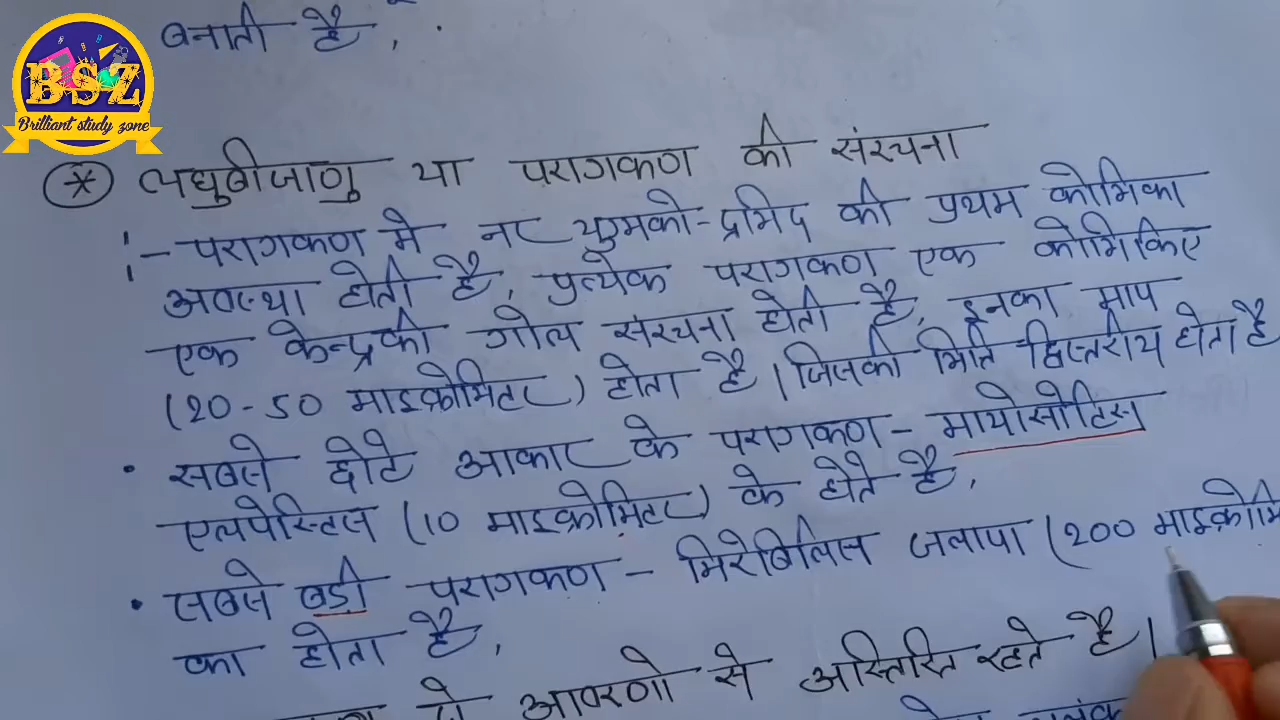 बनाती है,
BSZ
Brilliant study zone
* लघुबीजाणु या परागकण की संरचना
:- परागकण मे नर युग्मको-द्भिद की प्रथम कोशिका
अवस्था होती है, प्रत्येक परागकण एक कोशिकिए
एक केन्द्रकी गोल संरचना होती है, इनका माप
(20-50 माइक्रोमिटर) होता है। जिसकी भित्ति द्विस्तरीय होता है
• सबसे छोटे आकार के परागकण - मायोसोटिस
एलपेस्ट्रिस (10 माइक्रोमिटर) के होते है,
• सबसे बड़ी परागकण - मिरेबिलिस जलापा (200 माइक्रोमि
का होता है,
दो आवरणो से अस्तिरित रहते है।